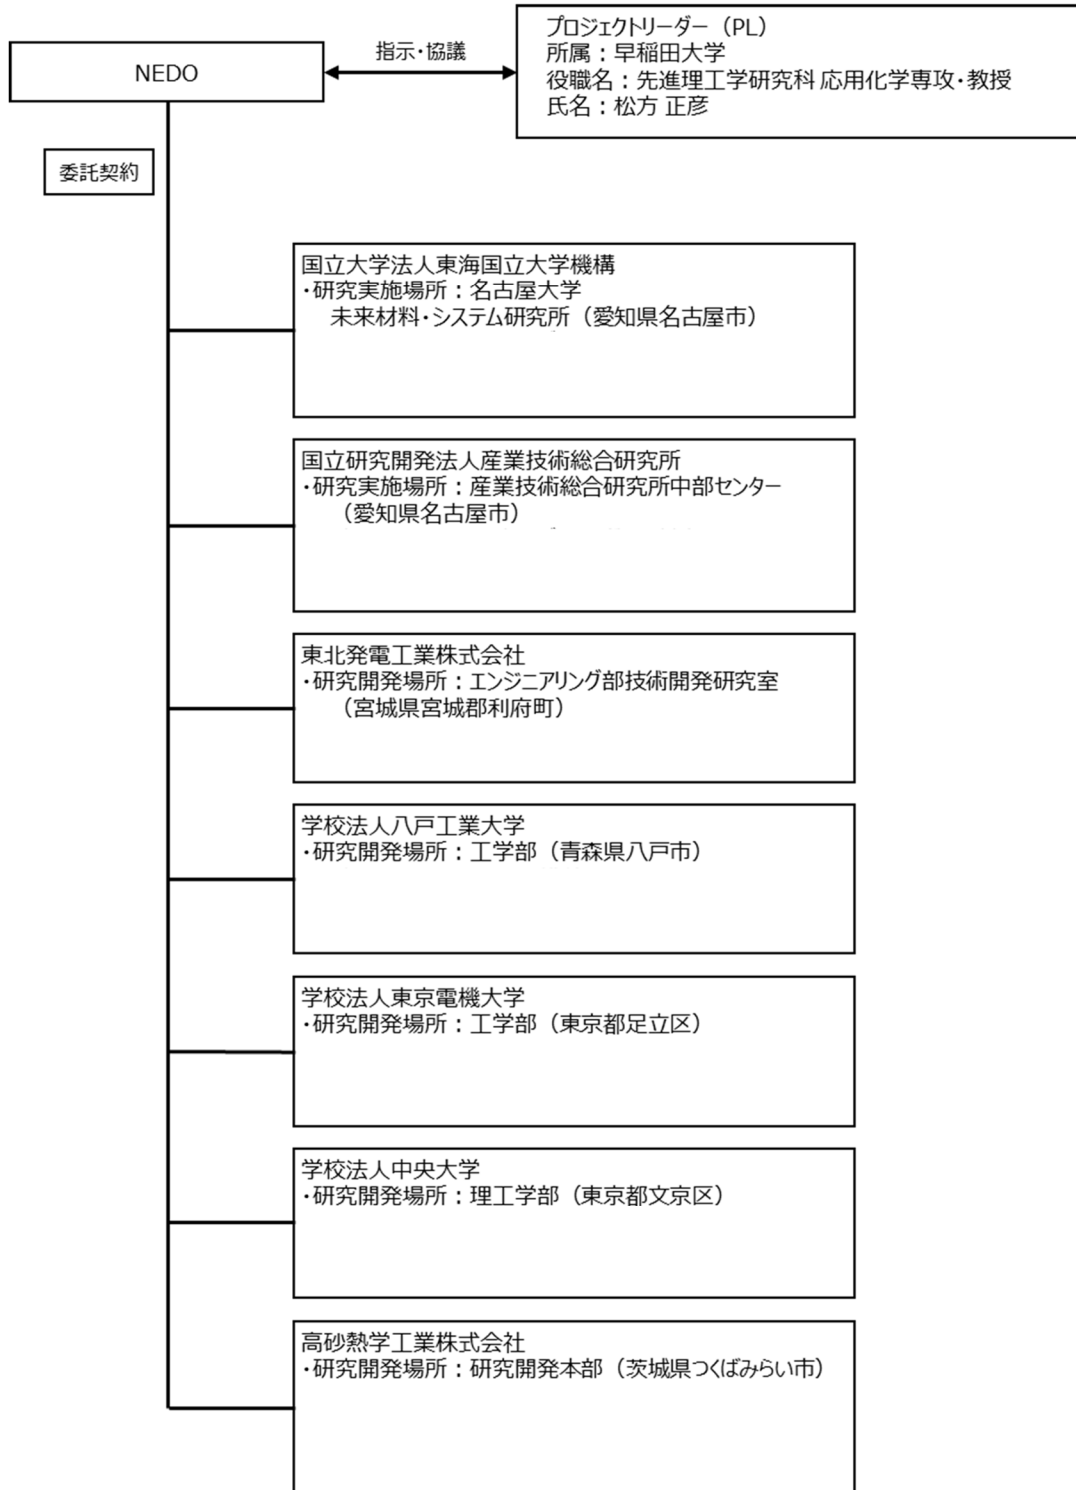 NEDO
指示・協議
プロジェクトリーダー（PL）
所属：早稲田大学
役職名：先進理工学研究科 応用化学専攻・教授
氏名：松方 正彦
委託契約
国立大学法人東海国立大学機構
・研究実施場所：名古屋大学
未来材料・システム研究所（愛知県名古屋市）
国立研究開発法人産業技術総合研究所
・研究実施場所：産業技術総合研究所中部センター
（愛知県名古屋市）
東北発電工業株式会社
・研究開発場所：エンジニアリング部技術開発研究室
（宮城県宮城郡利府町）
学校法人八戸工業大学
・研究開発場所：工学部（青森県八戸市）
学校法人東京電機大学
・研究開発場所：工学部（東京都足立区）
学校法人中央大学
・研究開発場所：理工学部（東京都文京区）
高砂熱学工業株式会社
・研究開発場所：研究開発本部（茨城県つくばみらい市）